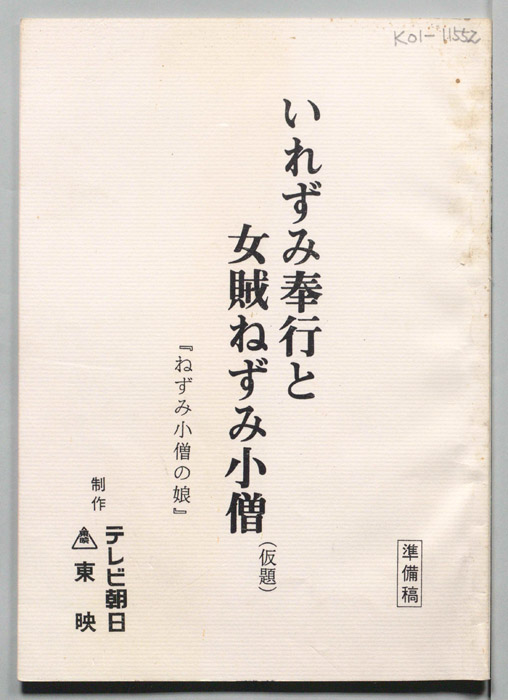 K01-11552
準備稿
いれずみ奉行と
女賊ねずみ小僧(仮題)
『ねずみ小僧の娘』
制作
テレビ朝日
東映